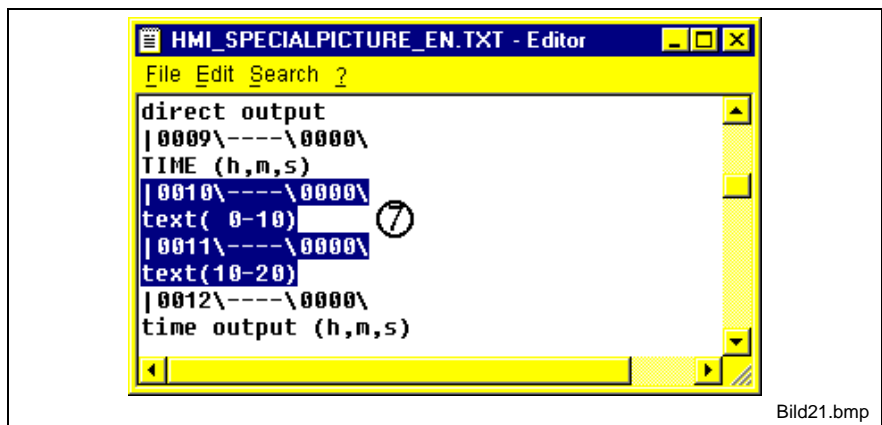 HMI_SPECIALPICTURE_EN.TXT - Editor
File Edit Search ?
direct output
|0009\----\0000\
TIME (h,m,s)
|0010\----\0000\
text( 0-10)
7
|0011\----\0000\
text(10-20)
|0012\----\0000\
time output (h,m,s)
Bild21.bmp